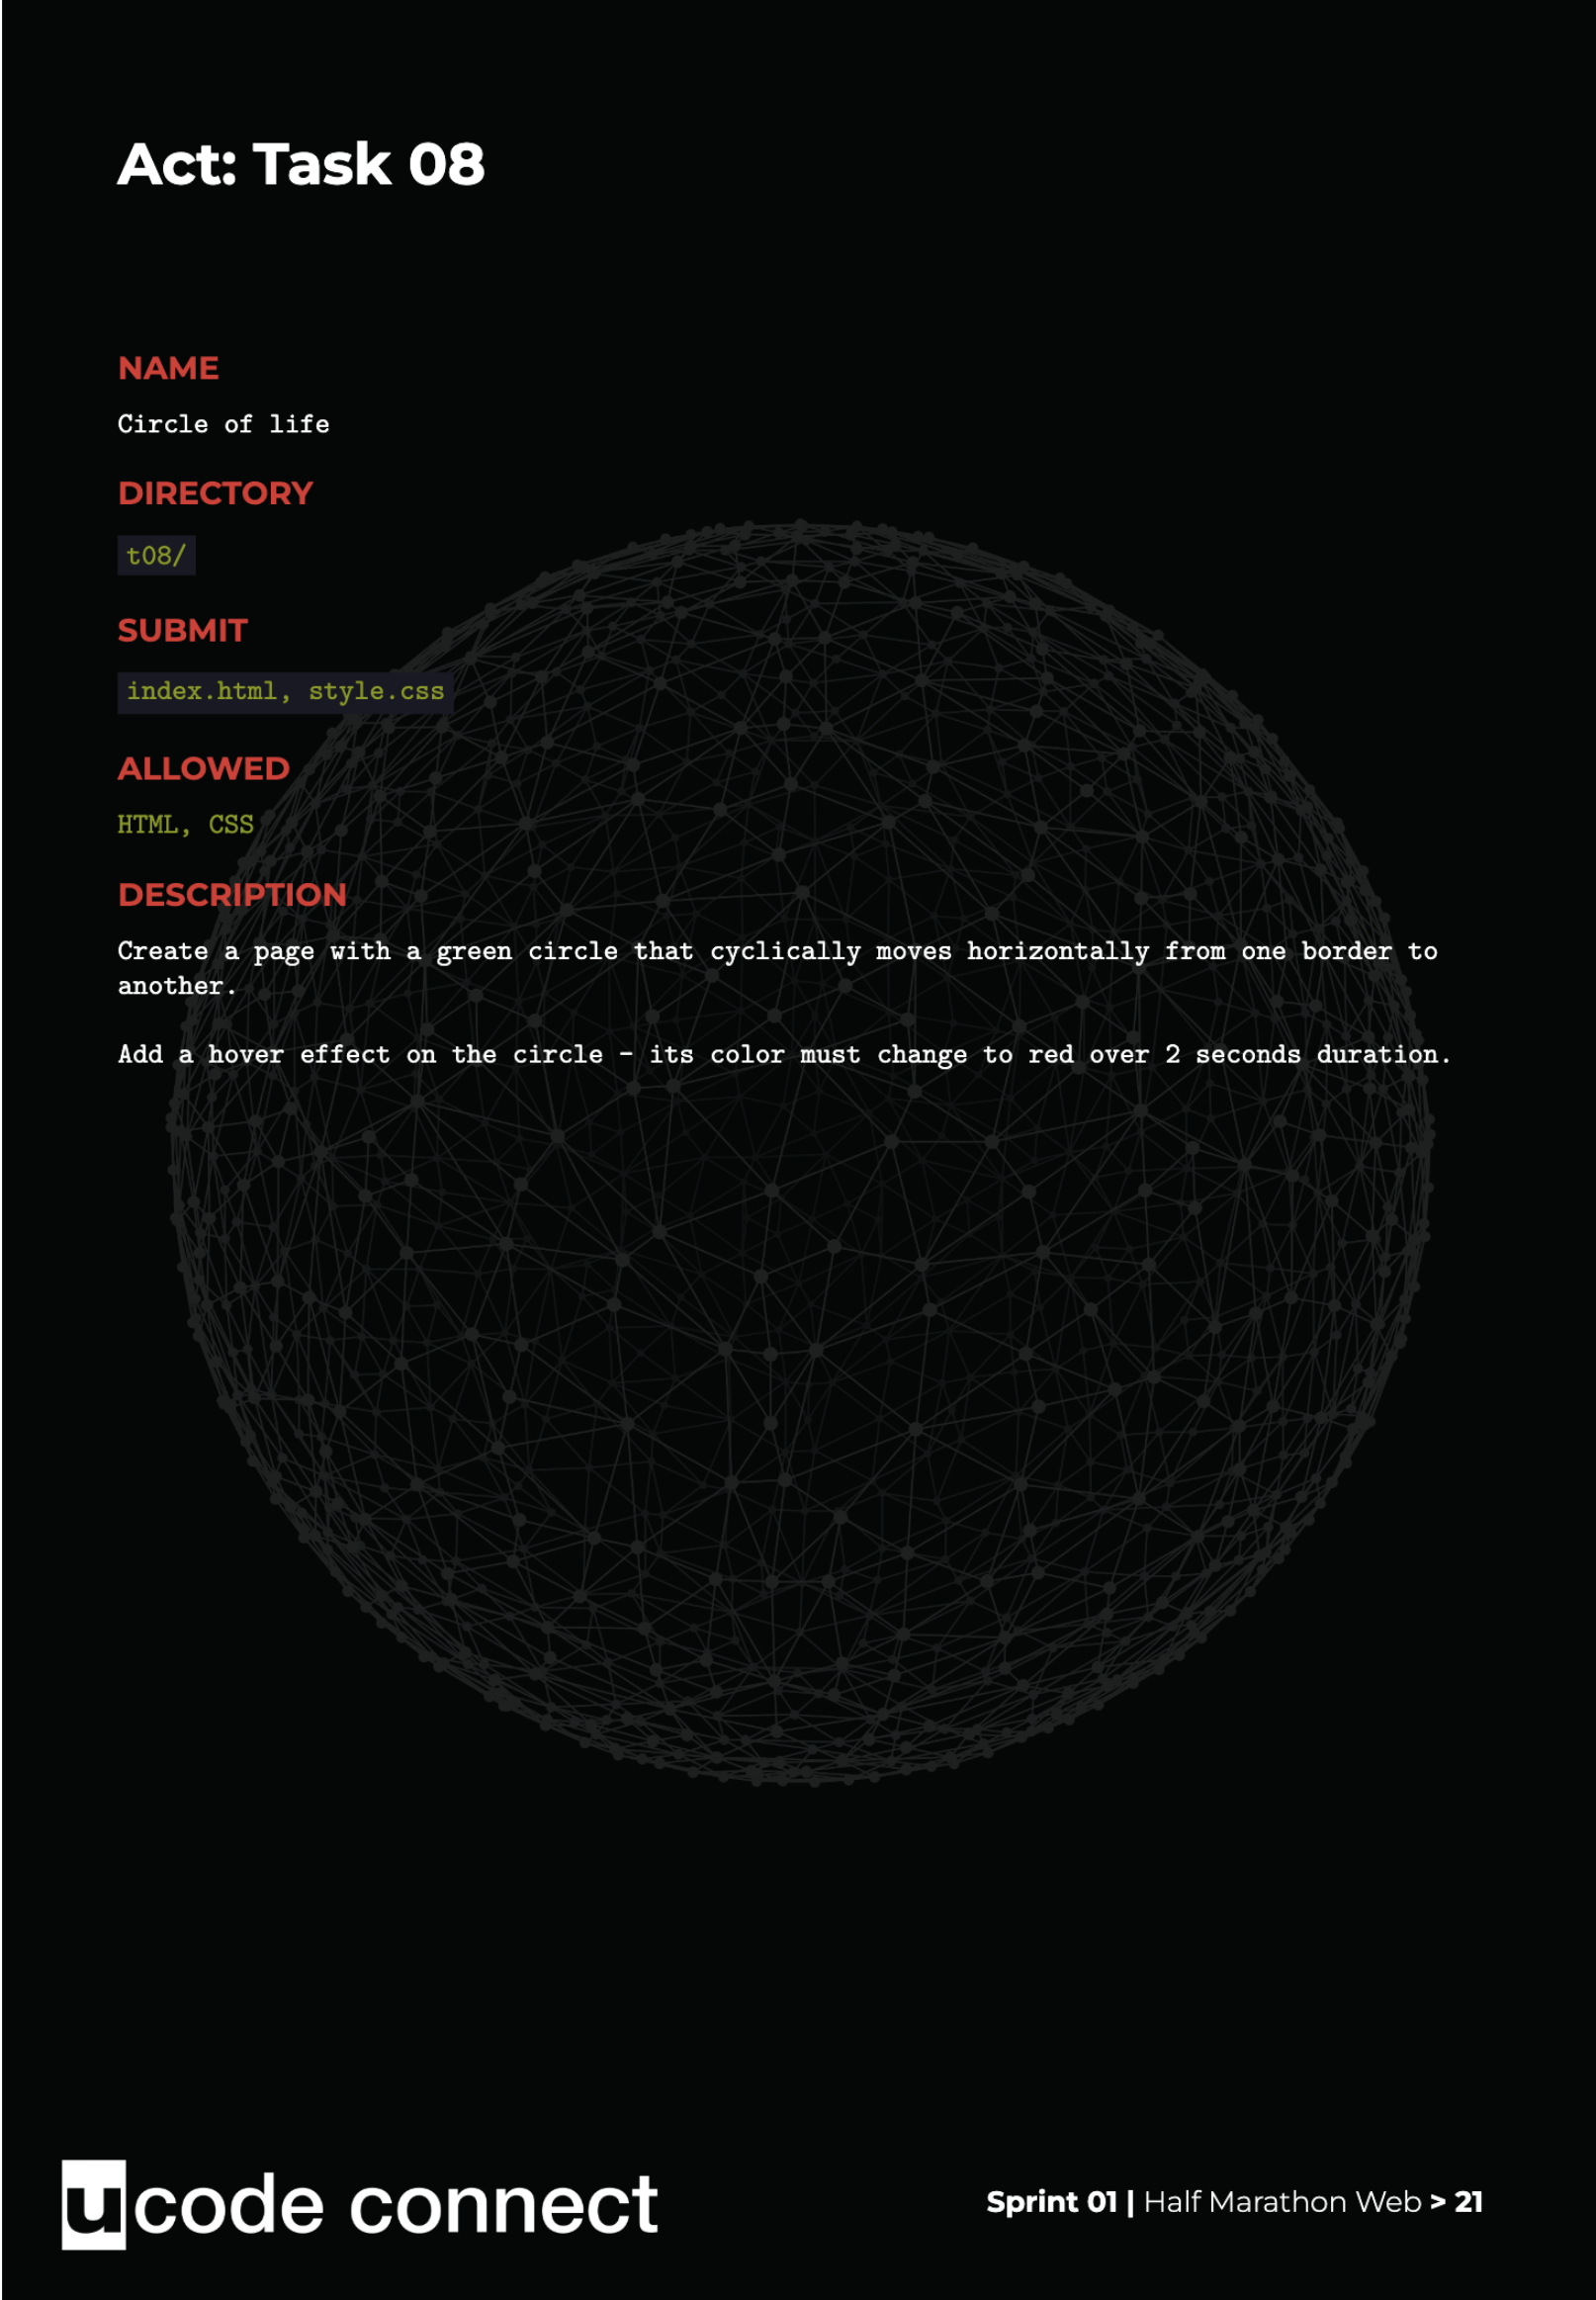 Act: Task 08
NAME
Circle of life
DIRECTORY
t08/
SUBMIT
index.html, style.css
ALLOWED
HTML, CSS
DESCRIPTION
Create a page with a green circle that cyclically moves horizontally from one border to
another.
Add a hover effect on the circle - its color must change to red over 2 seconds duration.
ucode connect
Sprint 01 | Half Marathon Web > 21